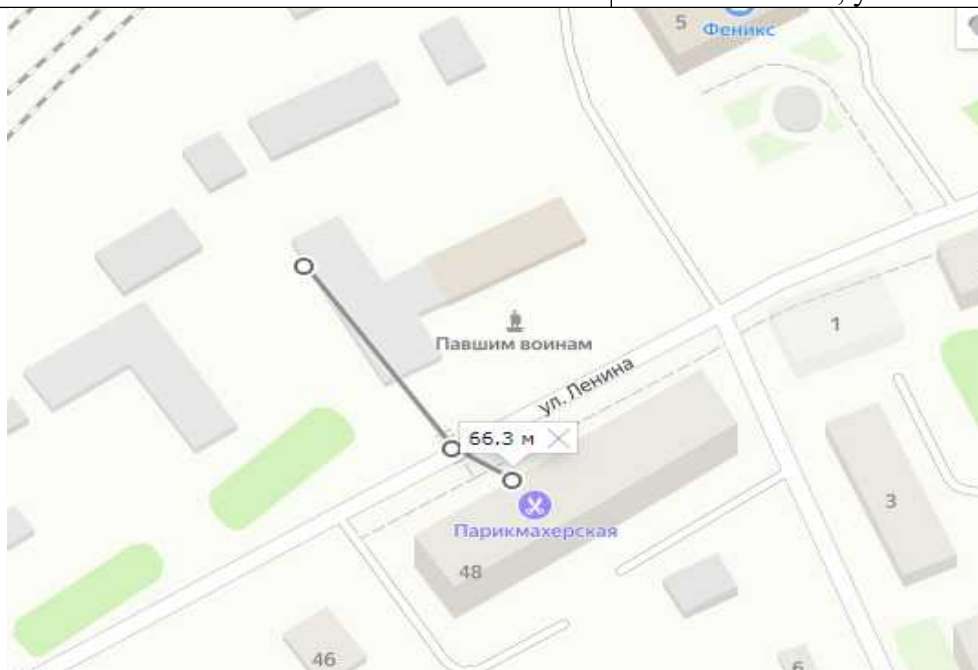 5
Феникс
Павшим воинам
1
ул. Ленина
66.3 м
3
Парикмахерская
48
46
6